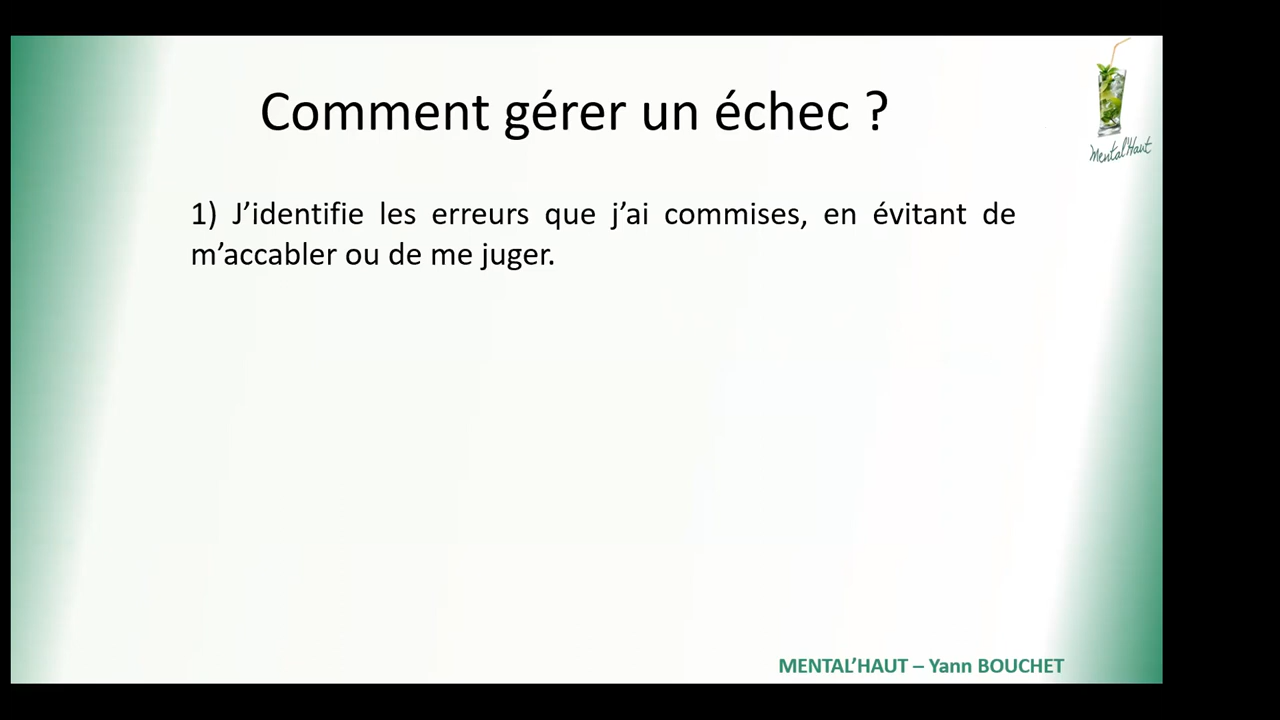 Comment gérer un échec ?
Mental'Haut
1) J’identifie les erreurs que j’ai commises, en évitant de
m’accabler ou de me juger.
MENTAL’HAUT – Yann BOUCHET